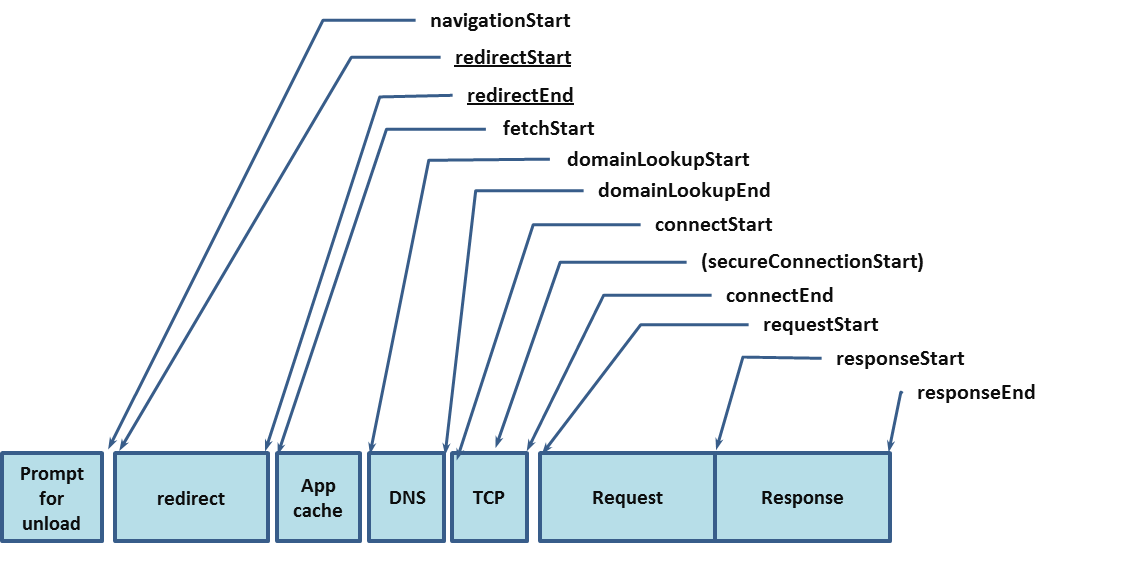 navigationStart
redirectStart
redirectEnd
fetchStart
domainLookupStart
domainLookupEnd
connectStart
(secureConnectionStart)
connectEnd
requestStart
responseStart
responseEnd
Prompt
for
unload
redirect
App
cache
DNS
TCP
Request
Response